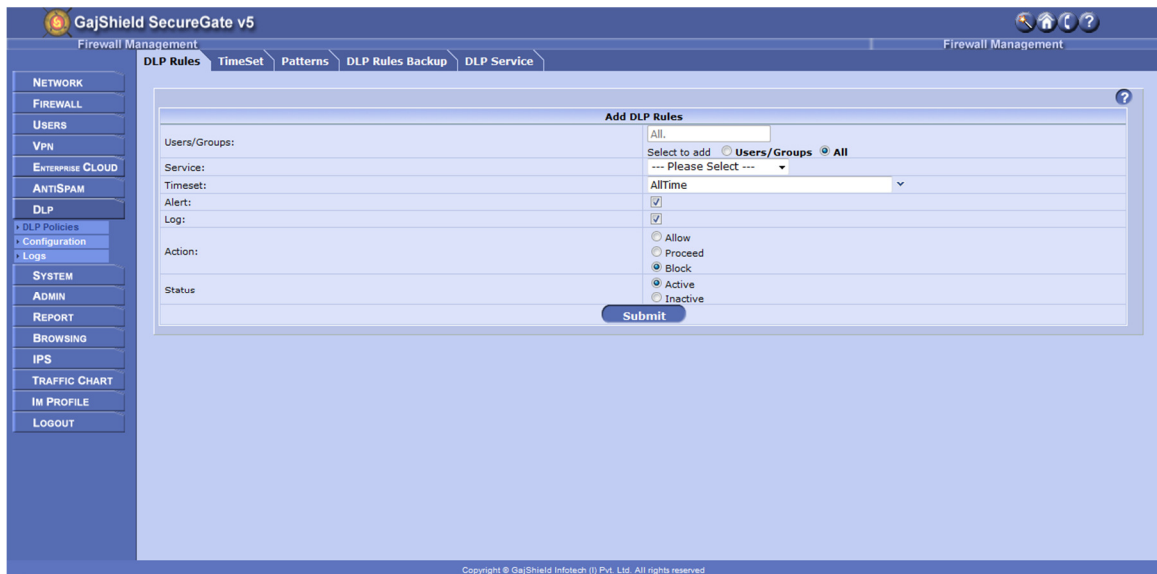 GajShield SecureGate v5
Firewall Management
Firewall Management
DLP Rules TimeSet Patterns DLP Rules Backup DLP Service
NETWORK
FIREWALL
USERS
VPN
ENTERPRISE CLOUD
ANTISPAM
DLP
DLP Policies
Configuration
Logs
SYSTEM
ADMIN
REPORT
BROWSING
IPS
TRAFFIC CHART
IM PROFILE
LOGOUT
?
?
Add DLP Rules
Users/Groups:
All.
Select to add Users/Groups All
Service: --- Please Select ---
Timeset: AllTime
Alert:
Log:
Action:
Allow
Proceed
Block
Status
Active
Inactive
Submit
Copyright © GajShield Infotech (I) Pvt. Ltd. All rights reserved